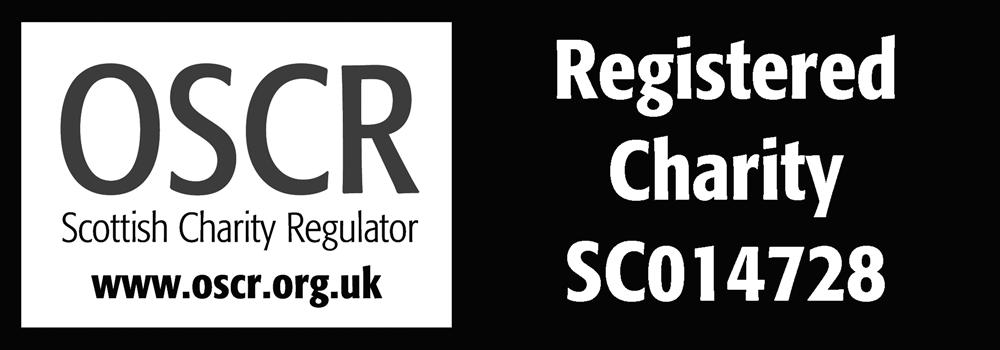 OSCR
Scottish Charity Regulator
www.oscr.org.uk
Registered
Charity
SC014728